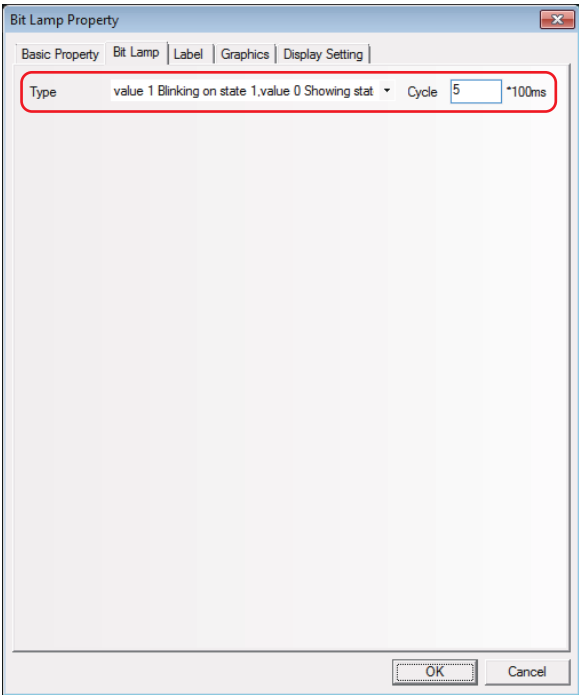 Bit Lamp Property
Basic Property Bit Lamp Label Graphics Display Setting
Type value 1 Blinking on state 1,value 0 Showing stat Cycle 5 *100ms
OK Cancel